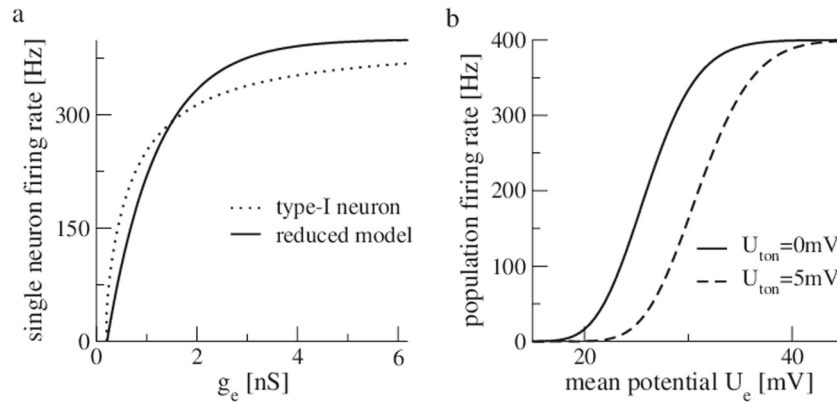 a
single neuron firing rate [Hz]
300
150
0
0
2
4
6
g_e [nS]
type-I neuron
reduced model
b
population firing rate [Hz]
400
300
200
100
0
20
30
40
mean potential U_e [mV]
U_ton=0mV
U_ton=5mV